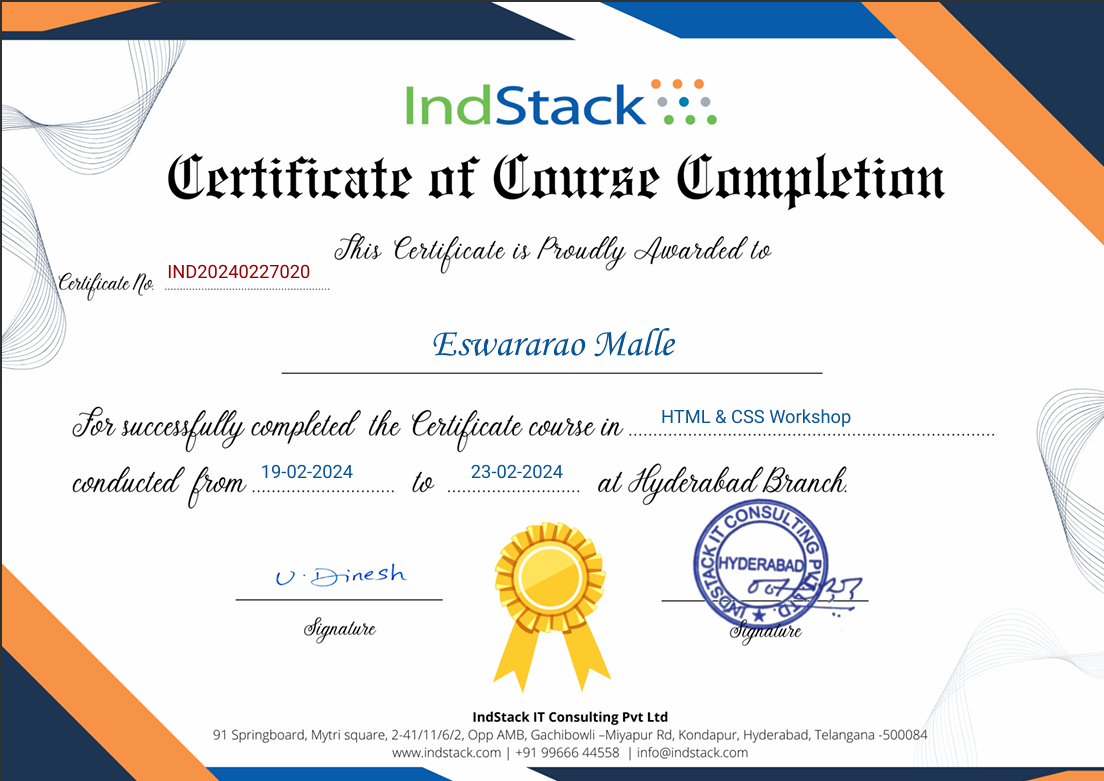 IndStack
Certificate of Course Completion
This Certificate is Proudly Awarded to
Certificate No. IND20240227020
Eswararao Malle
For successfully completed the Certificate course in HTML & CSS Workshop
conducted from 19-02-2024 to 23-02-2024 at Hyderabad Branch.
U. Dinesh
INDSTACK IT CONSULTING PVT. LTD.
HYDERABAD
Signature
Signature
IndStack IT Consulting Pvt Ltd
91 Springboard, Mytri square, 2-41/11/6/2, Opp AMB, Gachibowli –Miyapur Rd, Kondapur, Hyderabad, Telangana -500084
www.indstack.com | +91 99666 44558 | info@indstack.com